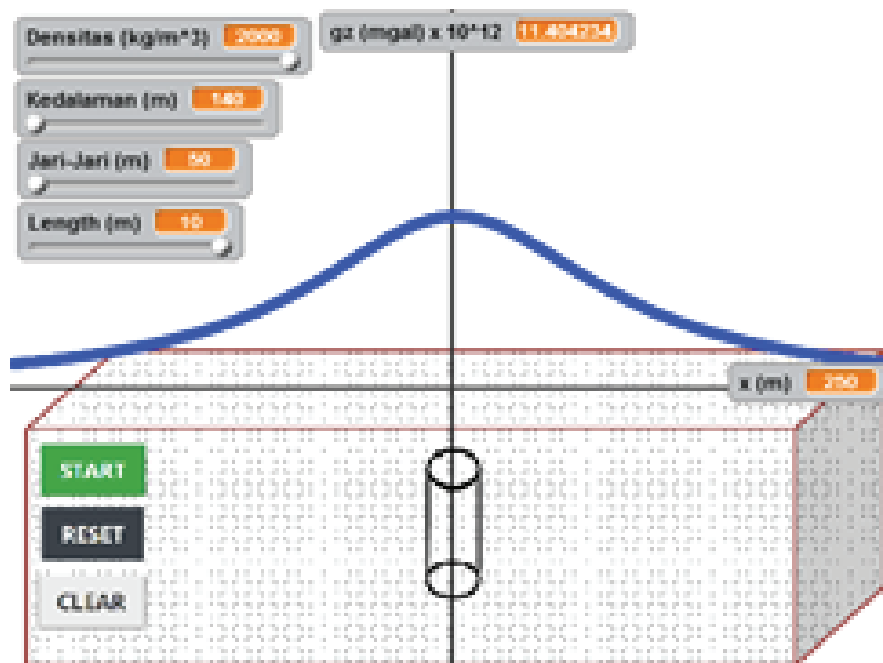 Densitas (kg/m^3) 2000
gz (mgal) x 10^12 11.404234
Kedalaman (m) 140
Jari-Jari (m) 50
Length (m) 10
x (m) 250
START
RESET
CLEAR